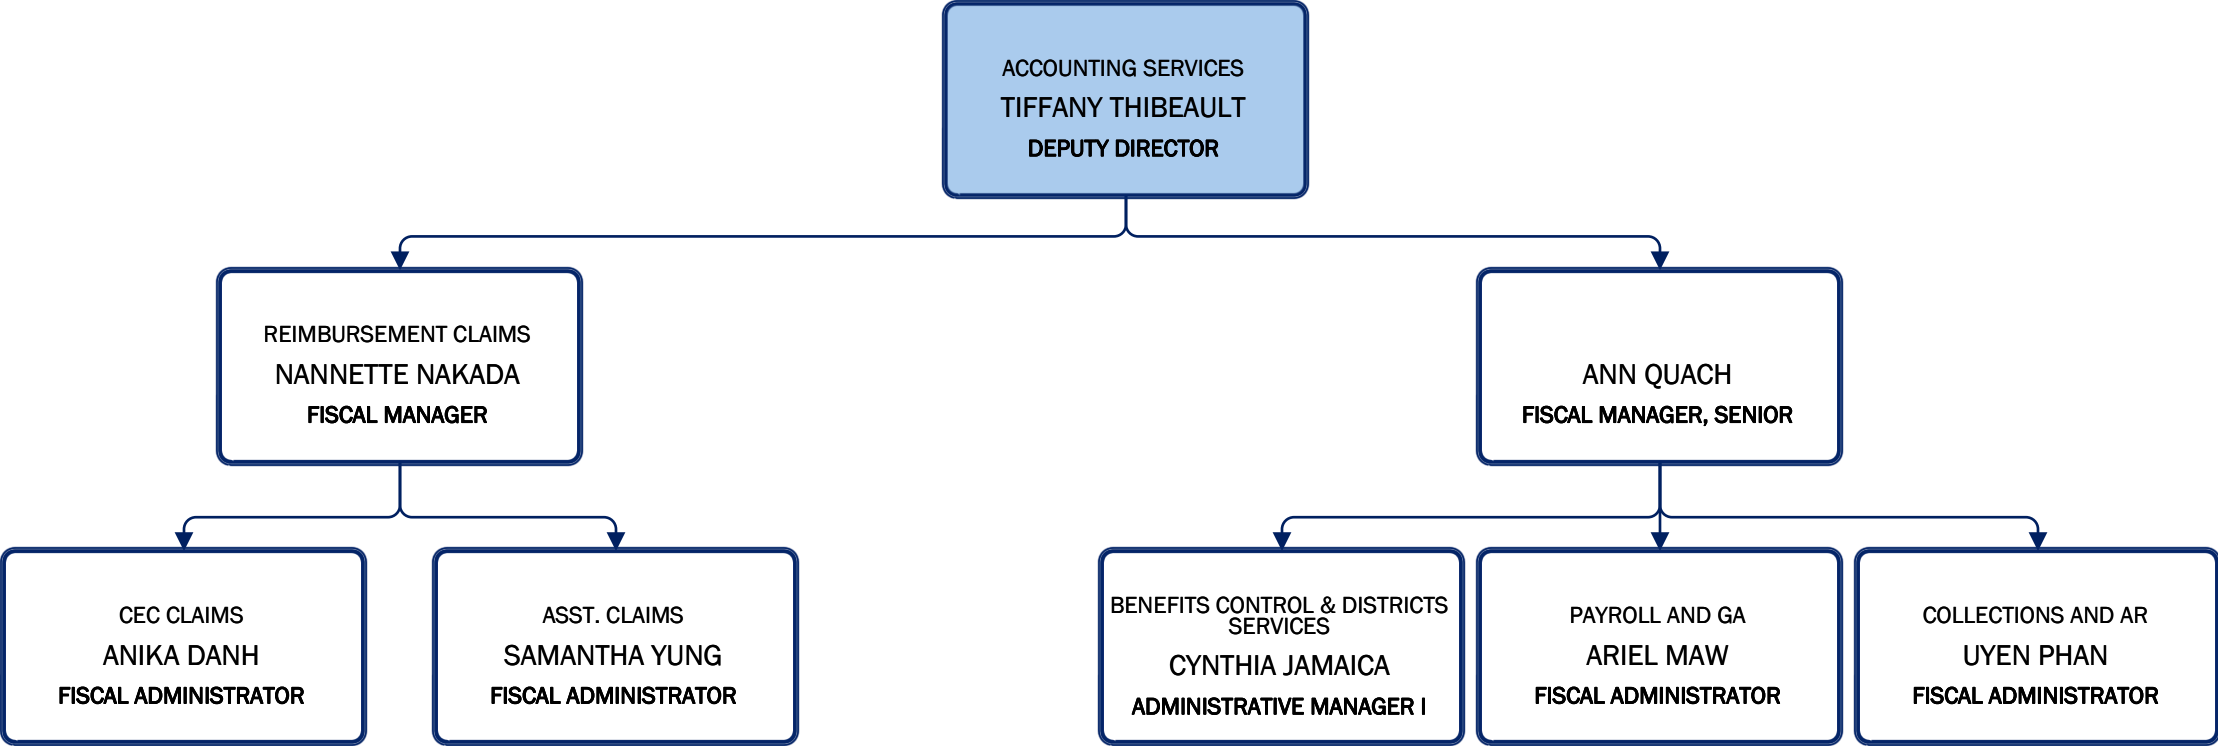 ACCOUNTING SERVICES
TIFFANY THIBEAULT
DEPUTY DIRECTOR
REIMBURSEMENT CLAIMS
NANNETTE NAKADA
FISCAL MANAGER
ANN QUACH
FISCAL MANAGER, SENIOR
CEC CLAIMS
ANIKA DANH
FISCAL ADMINISTRATOR
ASST. CLAIMS
SAMANTHA YUNG
FISCAL ADMINISTRATOR
BENEFITS CONTROL & DISTRICTS
SERVICES
CYNTHIA JAMAICA
ADMINISTRATIVE MANAGER I
PAYROLL AND GA
ARIEL MAW
FISCAL ADMINISTRATOR
COLLECTIONS AND AR
UYEN PHAN
FISCAL ADMINISTRATOR